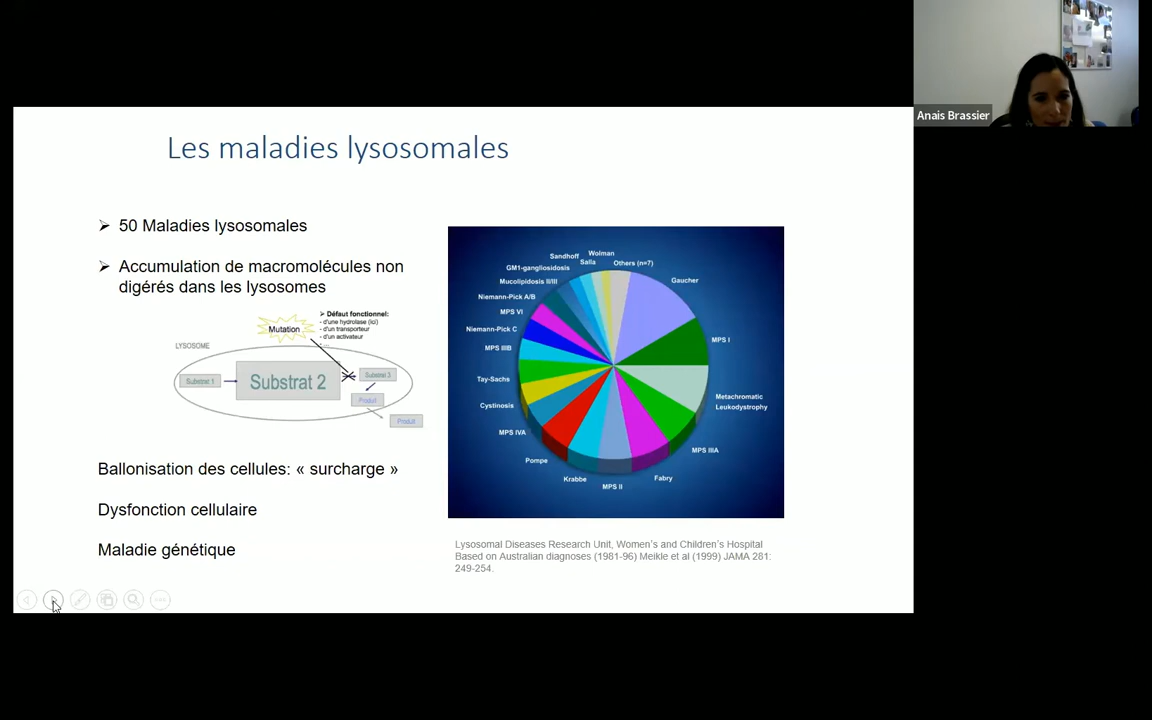 Anais Brassier
Les maladies lysosomales
➢ 50 Maladies lysosomales
➢ Accumulation de macromolécules non
digérés dans les lysosomes
Mutation
➢ Défaut fonctionnel:
- d'une hydrolase (ici)
- d'un transporteur
- d'un activateur
LYSOSOME
Substrat 1
Substrat 2
Substrat 3
Produit
Produit
Ballonisation des cellules: « surcharge »
Dysfonction cellulaire
Maladie génétique
Wolman
Sandhoff
Salla
Others (n=7)
GM1-gangliosidosis
Gaucher
Mucolipidosis II/III
Niemann-Pick A/B
MPS VI
Niemann-Pick C
MPS I
MPS IIIB
Tay-Sachs
Metachromatic
Leukodystrophy
Cystinosis
MPS IVA
MPS IIIA
Pompe
Krabbe
Fabry
MPS II
Lysosomal Diseases Research Unit, Women's and Children's Hospital
Based on Australian diagnoses (1981-96) Meikle et al (1999) JAMA 281:
249-254.